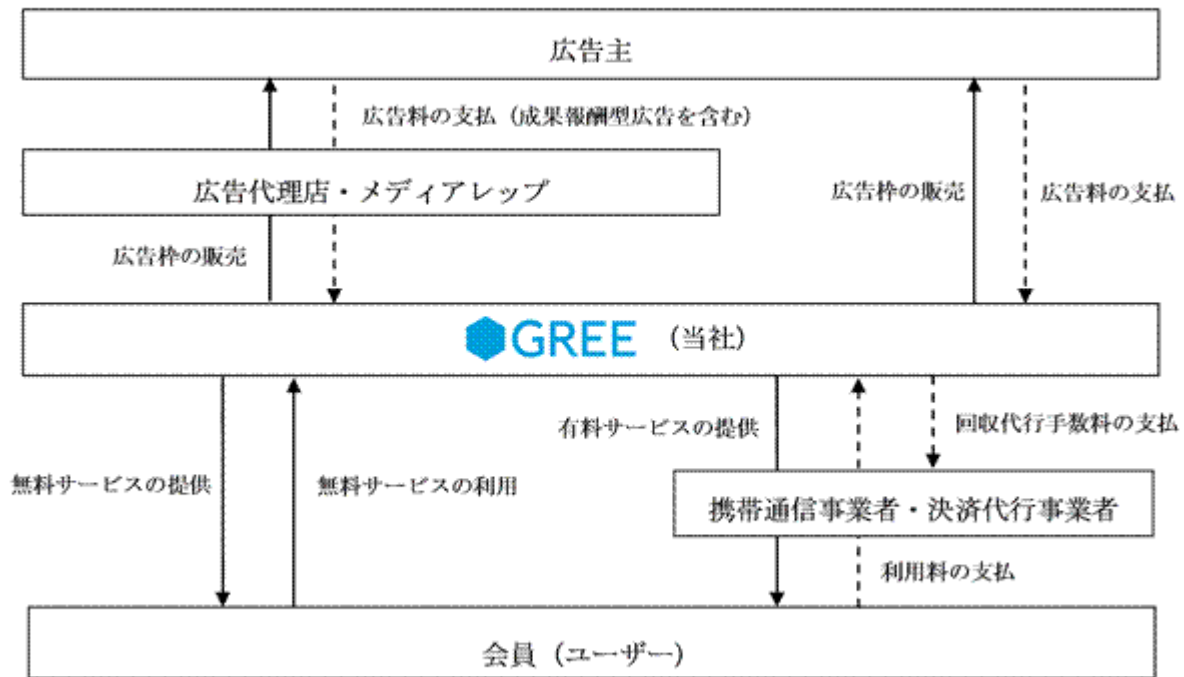 広告主
広告料の支払（成果報酬型広告を含む）
広告代理店・メディアレップ
広告枠の販売
広告料の支払
広告枠の販売
GREE （当社）
有料サービスの提供
回収代行手数料の支払
無料サービスの提供
無料サービスの利用
携帯通信事業者・決済代行事業者
利用料の支払
会員（ユーザー）